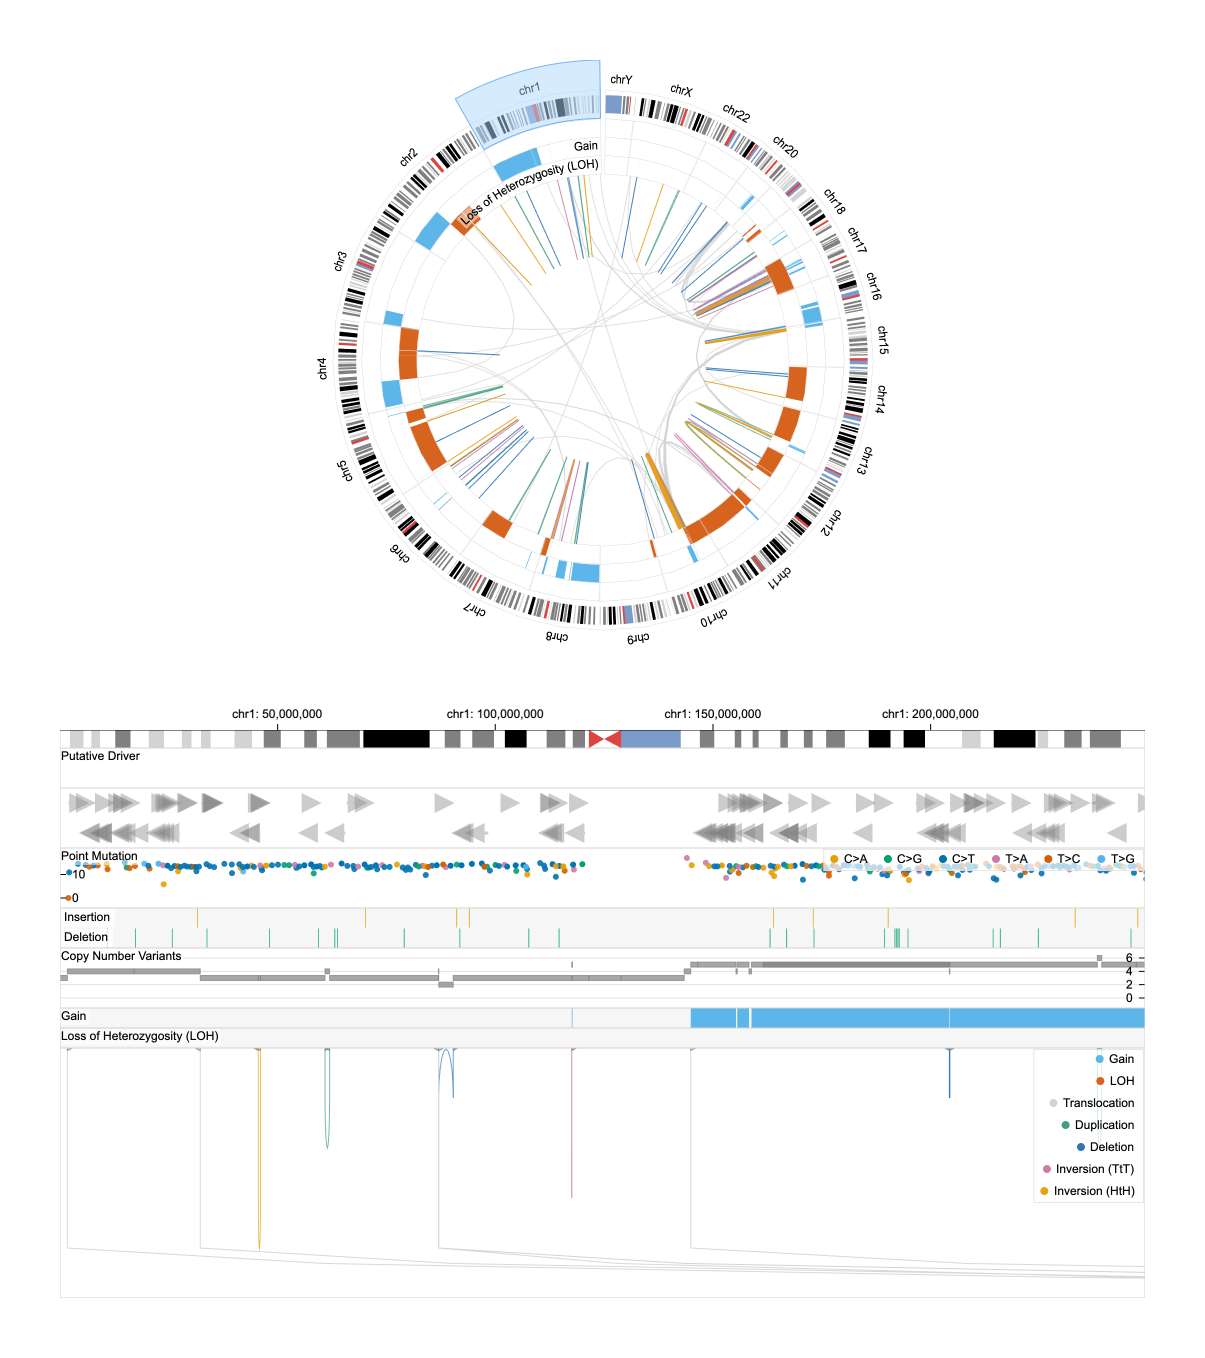 chrY
chrX
chr1
chr22
chr20
chr2
Gain
Loss of Heterozygosity (LOH)
chr18
chr17
chr3
chr16
chr15
chr4
chr14
chr13
chr5
chr12
chr6
chr11
chr7
chr10
chr8
chr9
chr1: 50,000,000 chr1: 100,000,000 chr1: 150,000,000 chr1: 200,000,000
Putative Driver
Point Mutation
C>A C>G C>T T>A T>C T>G
10
0
Insertion
Deletion
Copy Number Variants
6
4
2
0
Gain
Loss of Heterozygosity (LOH)
Gain
LOH
Translocation
Duplication
Deletion
Inversion (TtT)
Inversion (HtH)